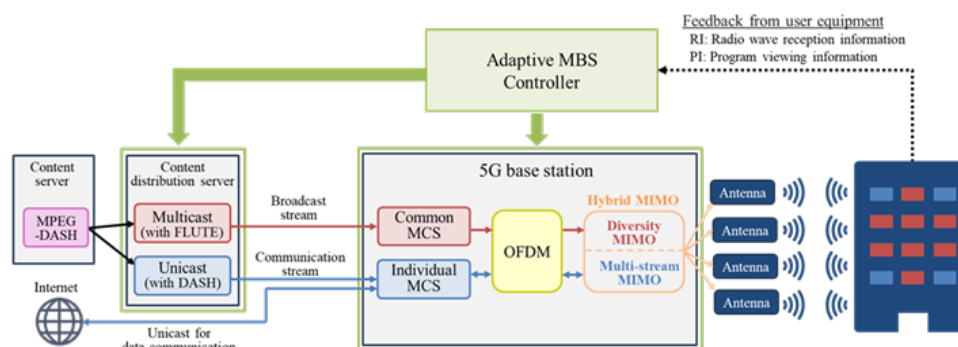 Feedback from user equipment
RI: Radio wave reception information
PI: Program viewing information
Adaptive MBS
Controller
Content
server
MPEG
-DASH
Content
distribution server
Multicast
(with FLUTE)
Unicast
(with DASH)
Broadcast
stream
Communication
stream
Internet
Unicast for
data communication
5G base station
Common
MCS
Individual
MCS
OFDM
Hybrid MIMO
Diversity
MIMO
Multi-stream
MIMO
Antenna
Antenna
Antenna
Antenna